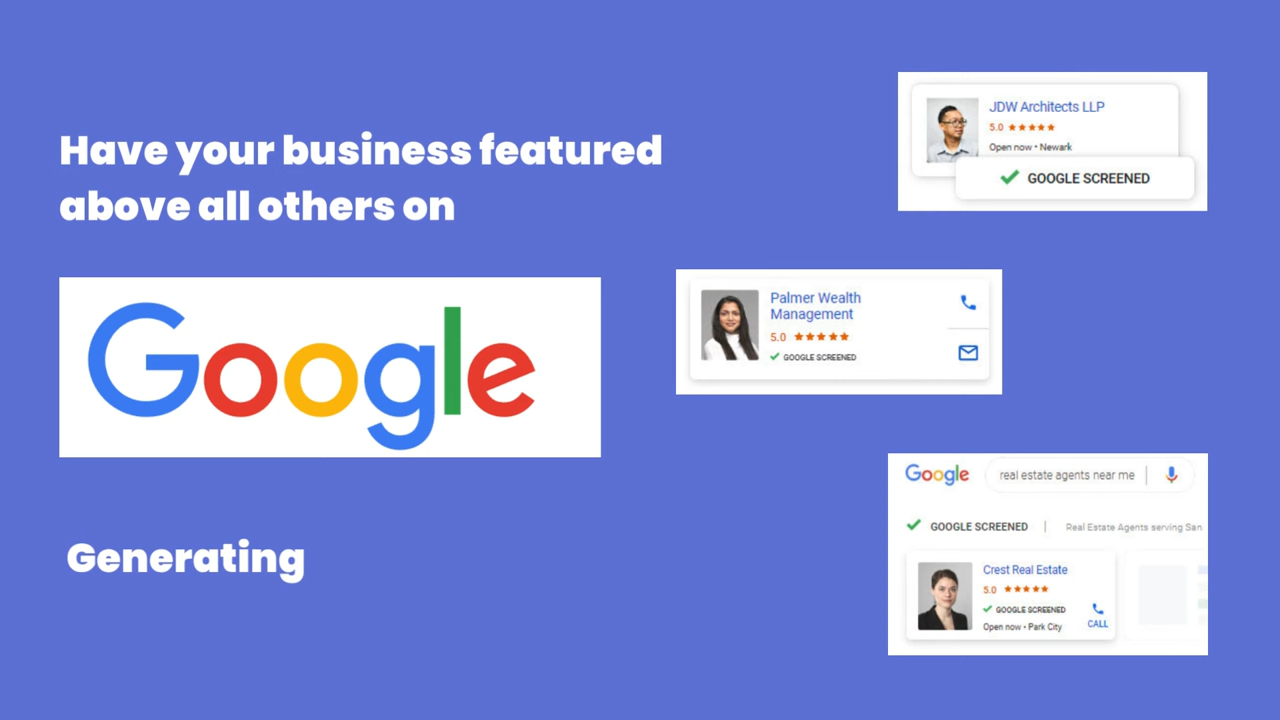 Have your business featured
above all others on
Google
Generating
JDW Architects LLP
5.0
Open now • Newark
GOOGLE SCREENED
Palmer Wealth
Management
5.0
GOOGLE SCREENED
Google real estate agents near me
GOOGLE SCREENED | Real Estate Agents serving San
Crest Real Estate
5.0
GOOGLE SCREENED
Open now • Park City
CALL